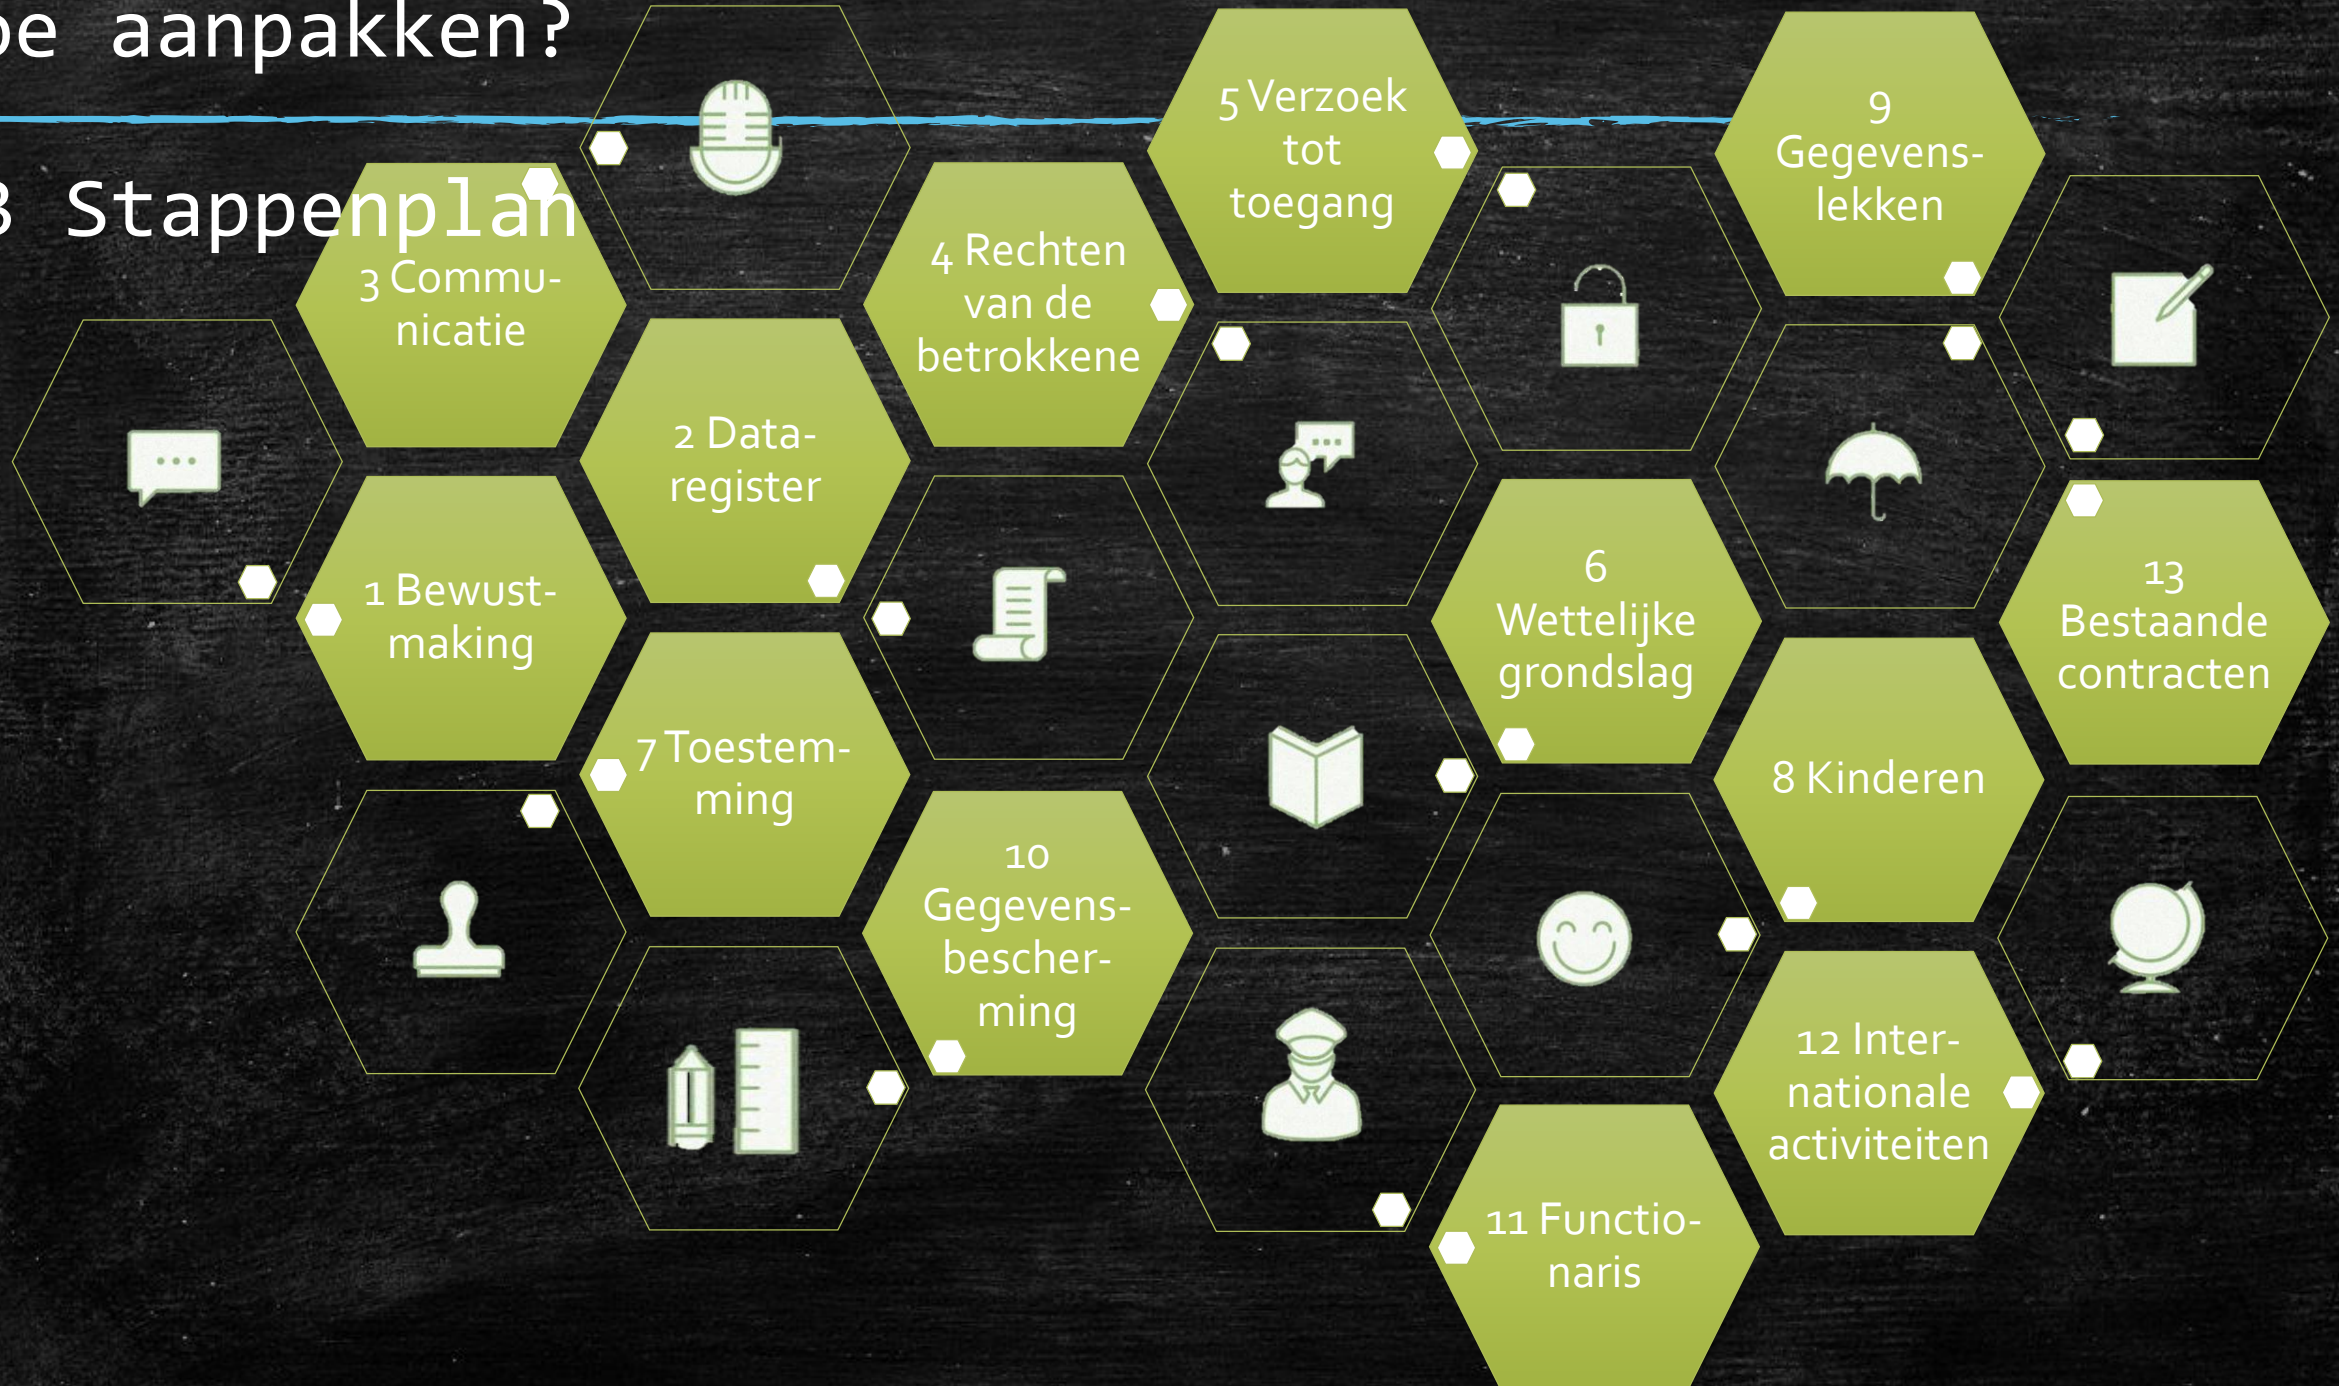 oe aanpakken?
3 Stappenplan
3 Commu-
nicatie
1 Bewust-
making
2 Data-
register
7 Toestem-
ming
4 Rechten
van de
betrokkene
10
Gegevens-
bescher-
ming
5 Verzoek
tot
toegang
6
Wettelijke
grondslag
11 Functio-
naris
9
Gegevens-
lekken
8 Kinderen
12 Inter-
nationale
activiteiten
13
Bestaande
contracten